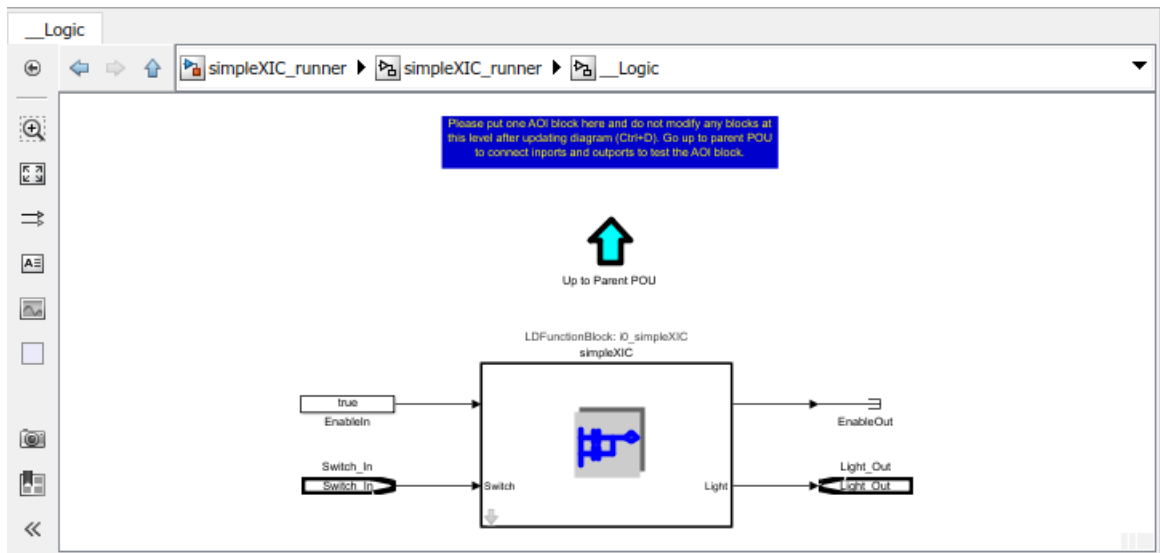 __Logic
simpleXIC_runner simpleXIC_runner __Logic
Please put one AOI block here and do not modify any blocks at
this level after updating diagram (Ctrl+D). Go up to parent POU
to connect inports and outports to test the AOI block.
Up to Parent POU
LDFunctionBlock: i0_simpleXIC
simpleXIC
true
EnableIn
EnableOut
Switch_In
Switch_In
Switch
Light
Light_Out
Light_Out